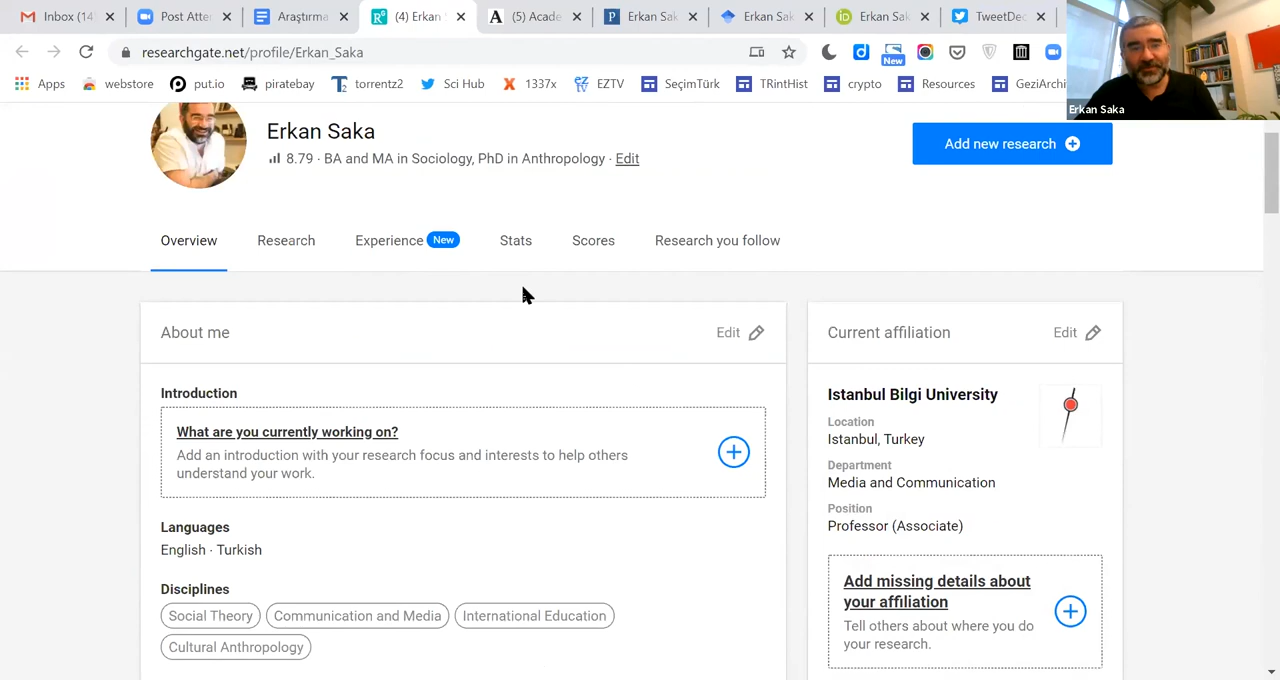 Inbox (14
Post Atter
Araştırma
(4) Erkan
(5) Acade
Erkan Sak
Erkan Sak
Erkan Sak
TweetDec
researchgate.net/profile/Erkan_Saka
New
Apps
webstore
put.io
piratebay
torrentz2
Sci Hub
1337x
EZTV
SeçimTürk
TRintHist
crypto
Resources
GeziArchi
Erkan Saka
Erkan Saka
8.79 · BA and MA in Sociology, PhD in Anthropology · Edit
Add new research
Overview
Research
Experience New
Stats
Scores
Research you follow
About me
Edit
Introduction
What are you currently working on?
Add an introduction with your research focus and interests to help others
understand your work.
Languages
English · Turkish
Disciplines
Social Theory
Communication and Media
International Education
Cultural Anthropology
Current affiliation
Edit
Istanbul Bilgi University
Location
Istanbul, Turkey
Department
Media and Communication
Position
Professor (Associate)
Add missing details about
your affiliation
Tell others about where you do
your research.